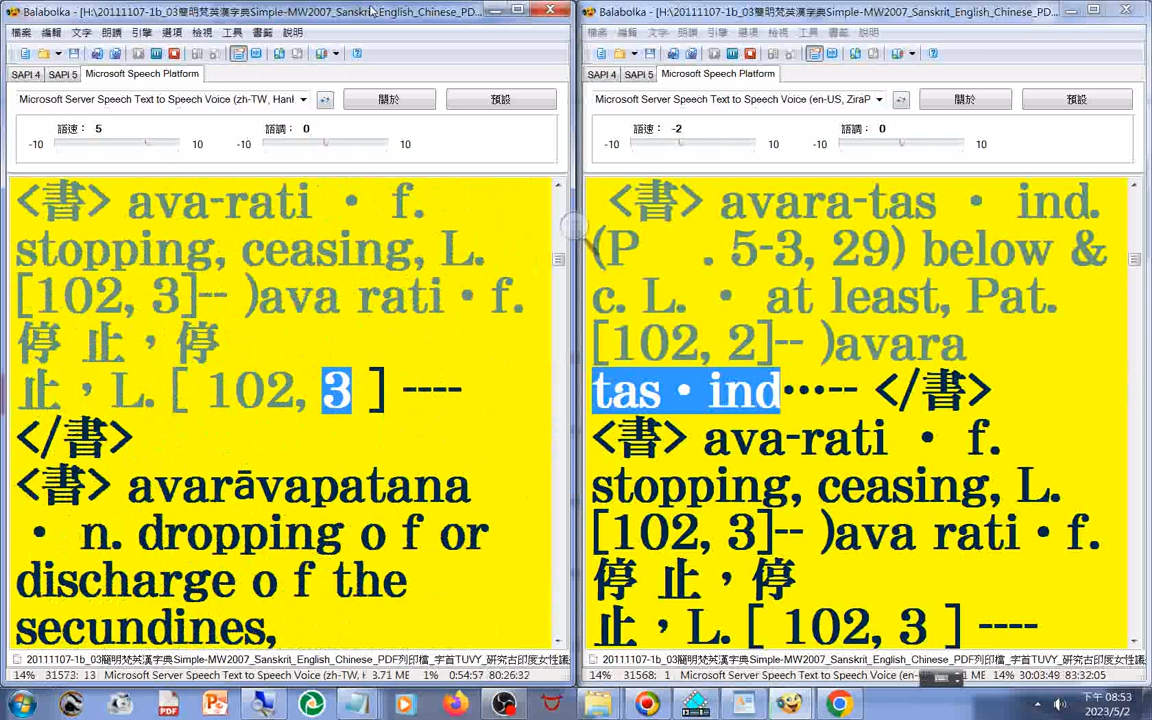 Balabolka - [H:\20111107-1b_03簡明梵英漢字典Simple-MW2007_Sanskrit_English_Chinese_PD...
檔案 編輯 文字 朗讀 引擎 選項 檢視 工具 書籤 說明
SAPI 4 SAPI 5 Microsoft Speech Platform
Microsoft Server Speech Text to Speech Voice (zh-TW, Hanl 關於 預設
語速： 5 語調： 0
-10 10 -10 10
<書> ava-rati • f.
stopping, ceasing, L.
[102, 3]-- )ava rati • f.
停 止，停
止，L. [ 102, 3 ] ----
</書>
<書> avarāvapatana
• n. dropping o f or
discharge o f the
secundines,
20111107-1b_03簡明梵英漢字典Simple-MW2007_Sanskrit_English_Chinese_PDF列印檔_字首TUVY_研究古印度女性議
14% 31573: 13 Microsoft Server Speech Text to Speech Voice (zh-TW, H 3.71 ME 1% 0:54:57 80:26:32
Balabolka - [H:\20111107-1b_03簡明梵英漢字典Simple-MW2007_Sanskrit_English_Chinese_PD...
檔案 編輯 文字 朗讀 引擎 選項 檢視 工具 書籤 說明
SAPI 4 SAPI 5 Microsoft Speech Platform
Microsoft Server Speech Text to Speech Voice (en-US, ZiraP 關於 預設
語速： -2 語調： 0
-10 10 -10 10
<書> avara-tas • ind.
(P . 5-3, 29) below &
c. L. • at least, Pat.
[102, 2]-- )avara
tas • ind…-- </書>
<書> ava-rati • f.
stopping, ceasing, L.
[102, 3]-- )ava rati • f.
停 止，停
止，L. [ 102, 3 ] ----
20111107-1b_03簡明梵英漢字典Simple-MW2007_Sanskrit_English_Chinese_PDF列印檔_字首TUVY_研究古印度女性議
14% 31568: 1 Microsoft Server Speech Text to Speech Voice (en-US, 14% 30:03:49 83:32:05
下午 08:53
2023/5/2